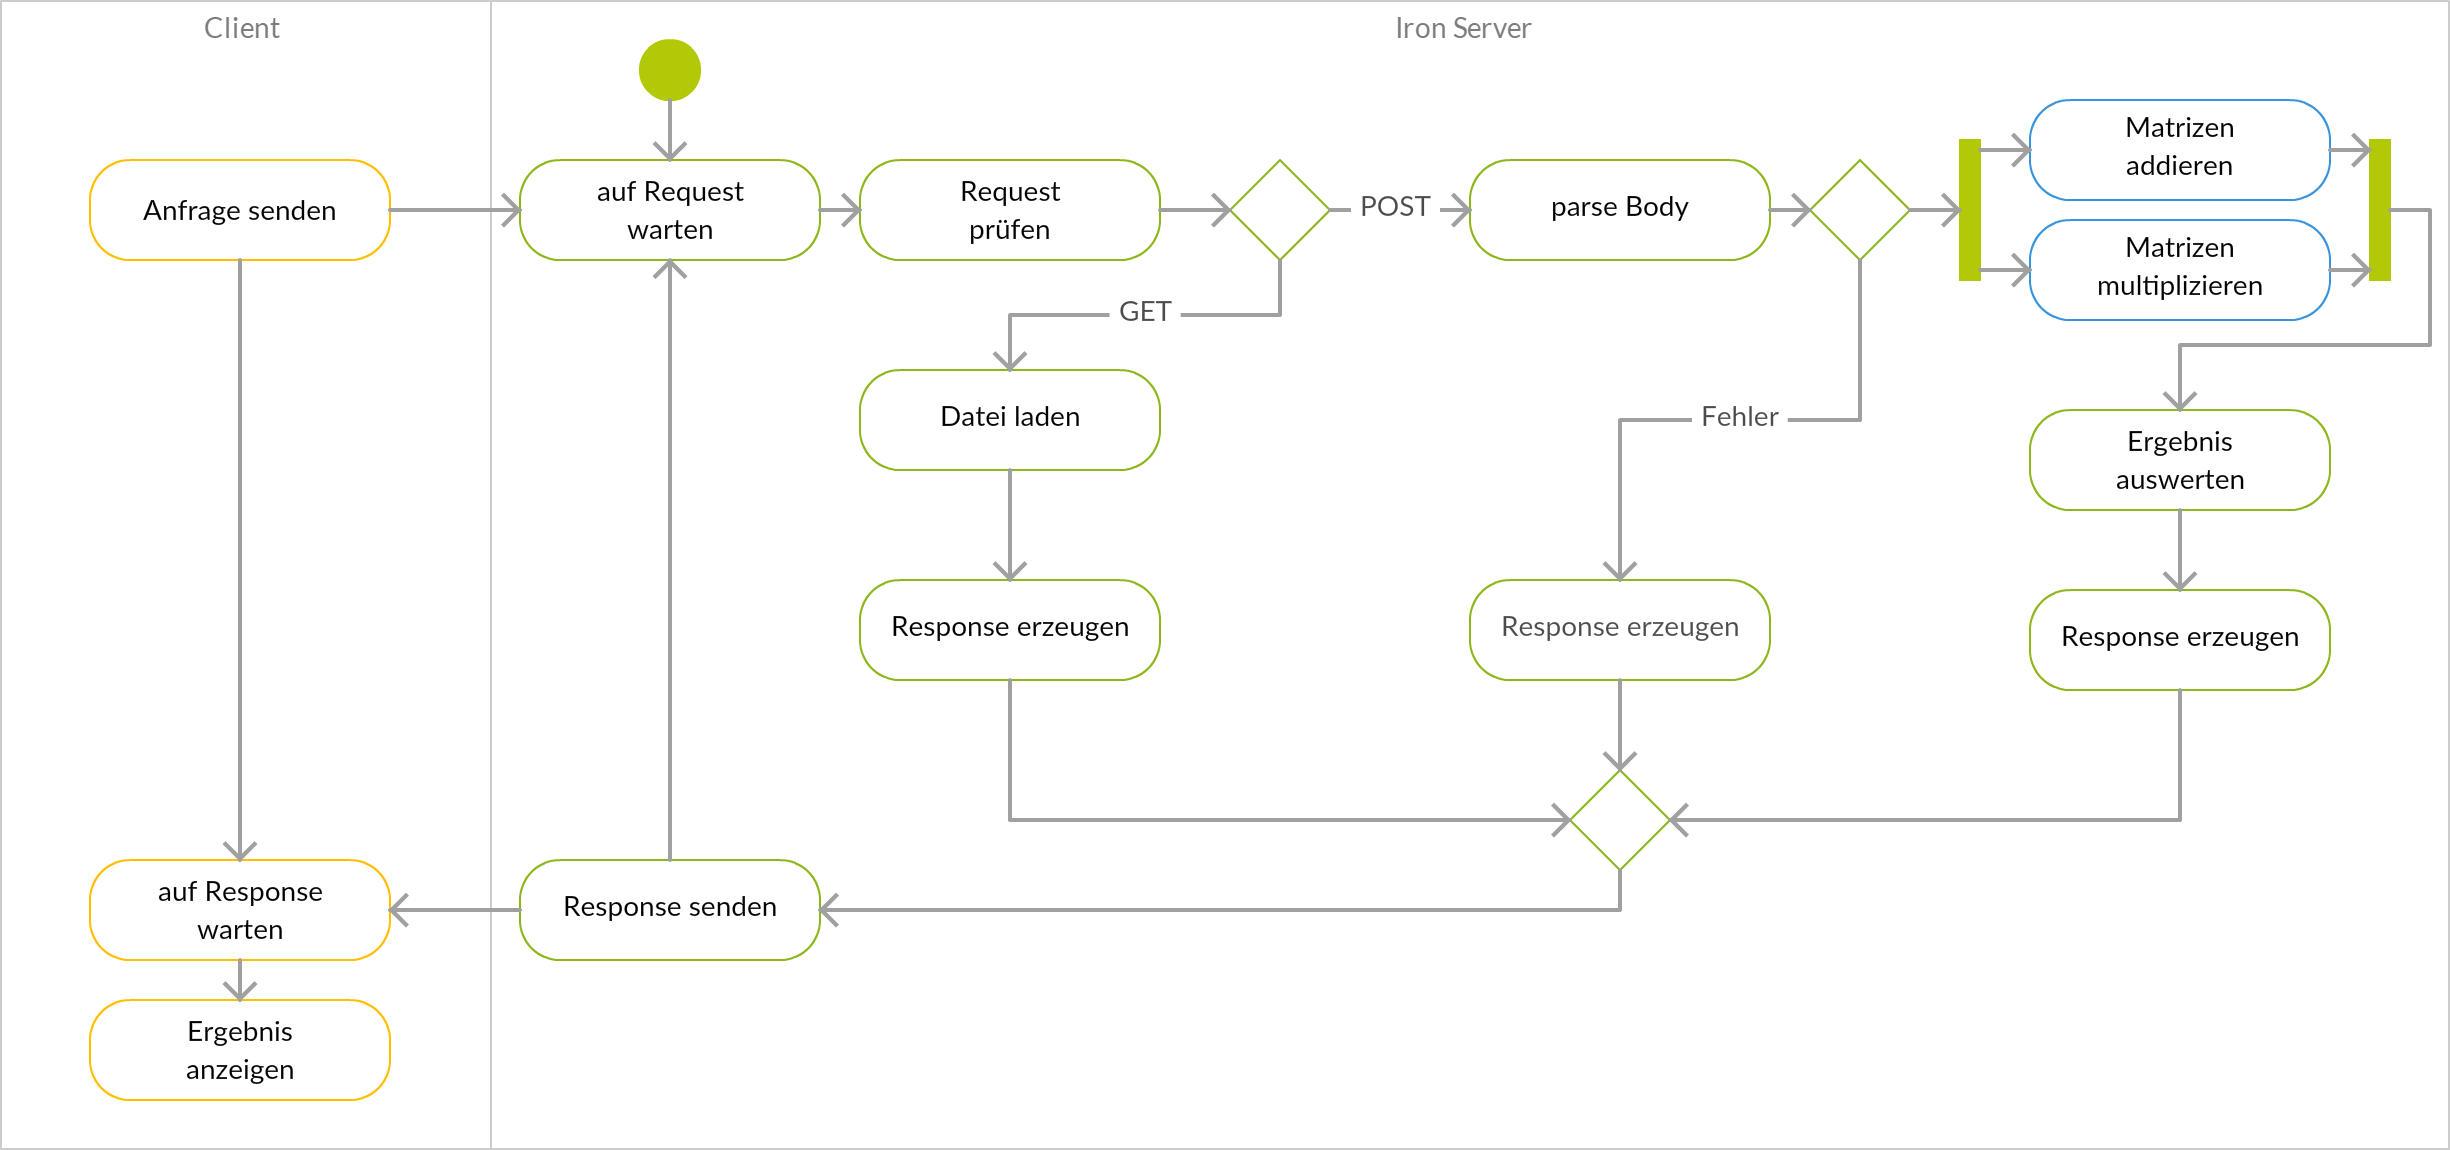 Client
Iron Server
Anfrage senden
auf Request
warten
Request
prüfen
POST
parse Body
Matrizen
addieren
Matrizen
multiplizieren
GET
Datei laden
Fehler
Ergebnis
auswerten
Response erzeugen
Response erzeugen
Response erzeugen
auf Response
warten
Response senden
Ergebnis
anzeigen